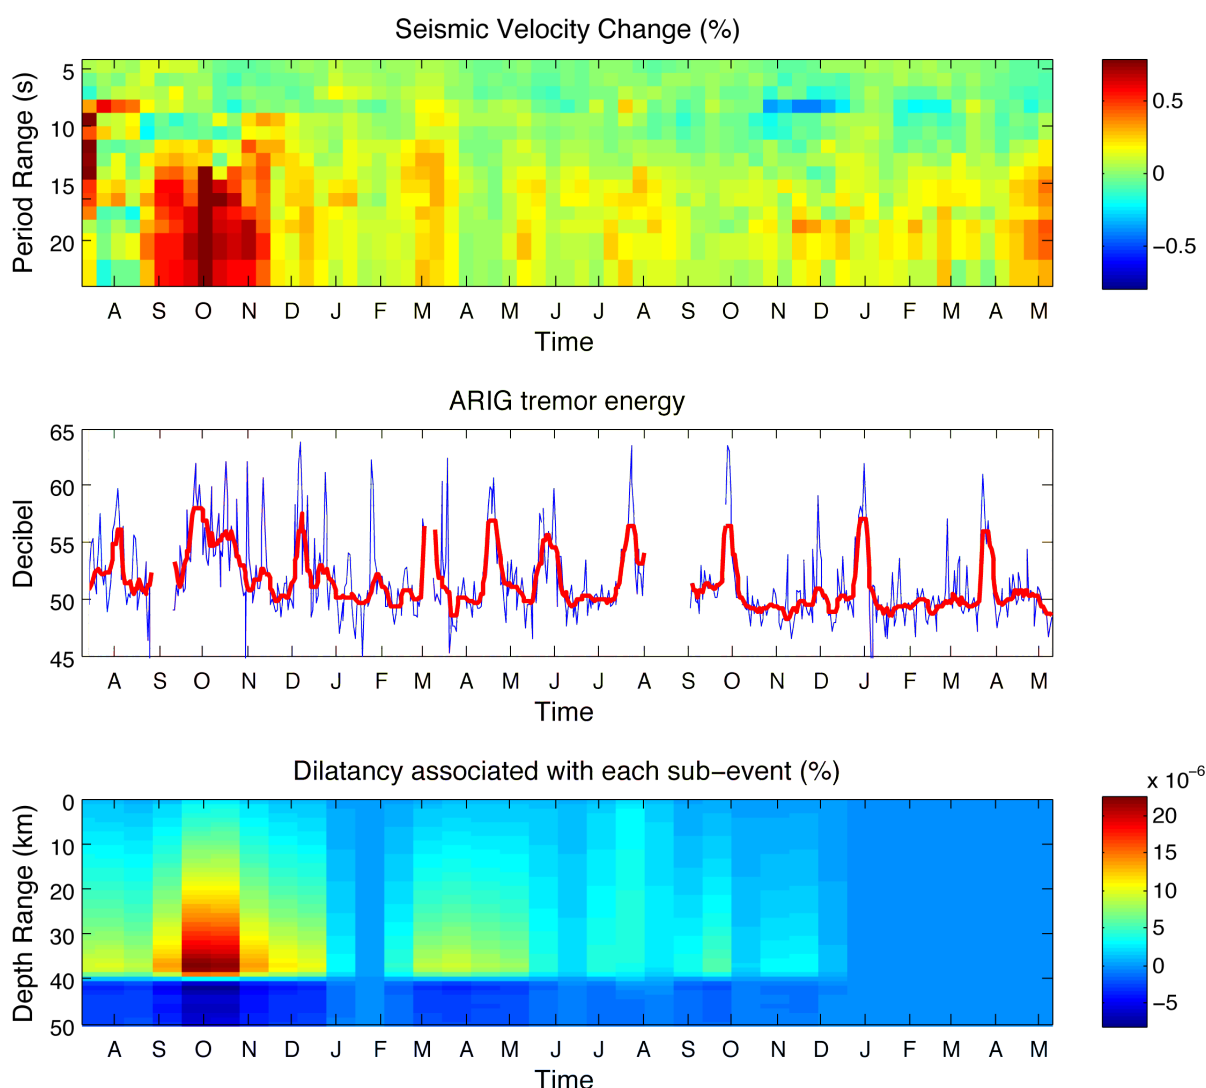 Seismic Velocity Change (%)
Period Range (s)
5
10
15
20
A S O N D J F M A M J J A S O N D J F M A M
Time
0.5
0
−0.5
ARIG tremor energy
Decibel
65
60
55
50
45
A S O N D J F M A M J J A S O N D J F M A M
Time
Dilatancy associated with each sub−event (%)
Depth Range (km)
0
10
20
30
40
50
A S O N D J F M A M J J A S O N D J F M A M
Time
x 10⁻⁶
20
15
10
5
0
−5